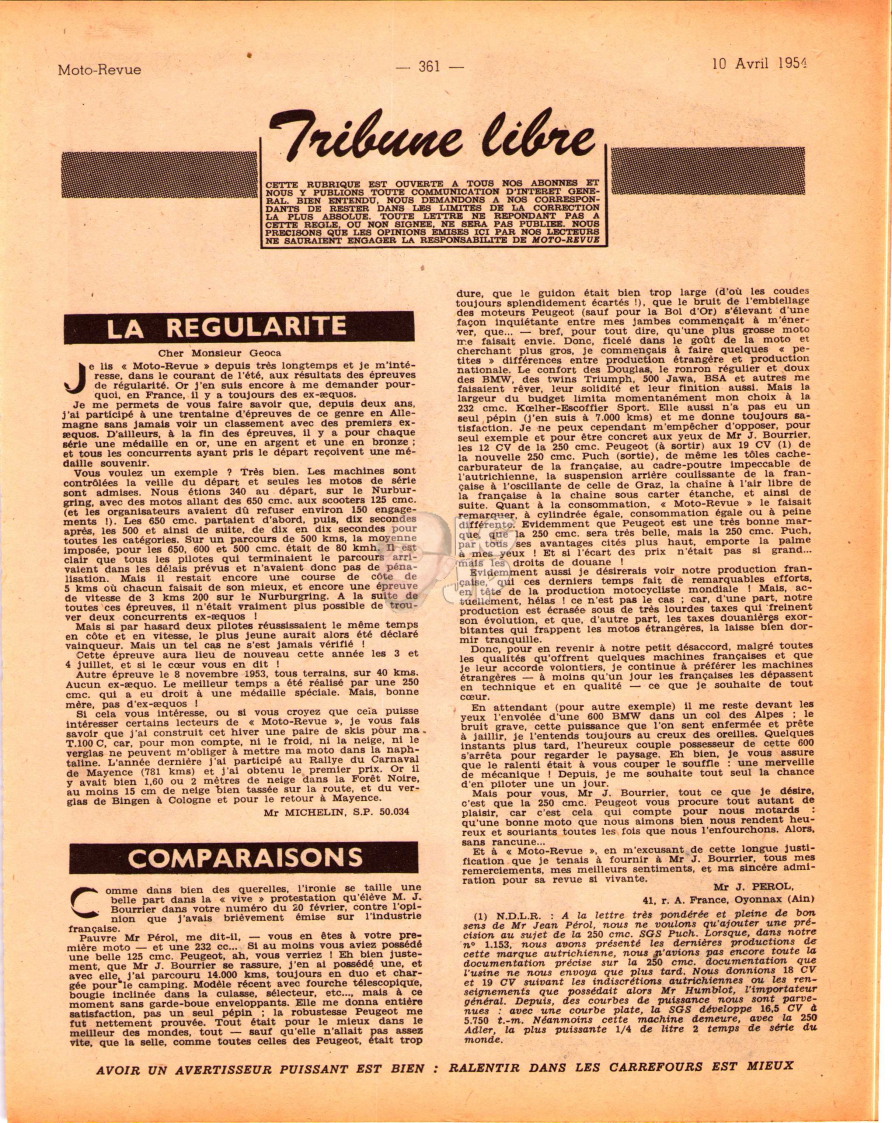 Moto-Revue
— 361 —
10 Avril 1954
Tribune libre
CETTE RUBRIQUE EST OUVERTE A TOUS NOS ABONNES ET
NOUS Y PUBLIONS TOUTE COMMUNICATION D'INTERET GENE-
RAL. BIEN ENTENDU, NOUS DEMANDONS A NOS CORRESPON-
DANTS DE RESTER DANS LES LIMITES DE LA CORRECTION
LA PLUS ABSOLUE. TOUTE LETTRE NE REPONDANT PAS A
CETTE REGLE, OU NON SIGNEE, NE SERA PAS PUBLIEE. NOUS
PRECISONS QUE LES OPINIONS EMISES ICI PAR NOS LECTEURS
NE SAURAIENT ENGAGER LA RESPONSABILITE DE MOTO-REVUE
LA REGULARITE
Cher Monsieur Geoca
Je lis « Moto-Revue » depuis très longtemps et je m'inté-
resse, dans le courant de l'été, aux résultats des épreuves
de régularité. Or j'en suis encore à me demander pour-
quoi, en France, il y a toujours des ex-æquos.
Je me permets de vous faire savoir que, depuis deux ans,
j'ai participé à une trentaine d'épreuves de ce genre en Alle-
magne sans jamais voir un classement avec des premiers ex-
æquos. D'ailleurs, à la fin des épreuves, il y a pour chaque
série une médaille en or, une en argent et une en bronze ;
et tous les concurrents ayant pris le départ reçoivent une mé-
daille souvenir.
Vous voulez un exemple ? Très bien. Les machines sont
contrôlées la veille du départ et seules les motos de série
sont admises. Nous étions 340 au départ, sur le Nurbur-
gring, avec des motos allant des 650 cmc. aux scooters 125 cmc.
(et les organisateurs avaient dû refuser environ 150 engage-
ments !). Les 650 cmc. partaient d'abord, puis, dix secondes
après, les 500 et ainsi de suite, de dix en dix secondes pour
toutes les catégories. Sur un parcours de 500 kms, la moyenne
imposée, pour les 650, 600 et 500 cmc. était de 80 kmh. Il est
clair que tous les pilotes qui terminaient le parcours arri-
vaient dans les délais prévus et n'avaient donc pas de péna-
lisation. Mais il restait encore une course de côte de
5 kms où chacun faisait de son mieux, et encore une épreuve
de vitesse de 3 kms 200 sur le Nurburgring. A la suite de
toutes ces épreuves, il n'était vraiment plus possible de trou-
ver deux concurrents ex-æquos !
Mais si par hasard deux pilotes réussissaient le même temps
en côte et en vitesse, le plus jeune aurait alors été déclaré
vainqueur. Mais un tel cas ne s'est jamais vérifié !
Cette épreuve aura lieu de nouveau cette année les 3 et
4 juillet, et si le cœur vous en dit !
Autre épreuve le 8 novembre 1953, tous terrains, sur 40 kms.
Aucun ex-æquo. Le meilleur temps a été réalisé par une 250
cmc. qui a eu droit à une médaille spéciale. Mais, bonne
mère, pas d'ex-æquos !
Si cela vous intéresse, ou si vous croyez que cela puisse
intéresser certains lecteurs de « Moto-Revue », je vous fais
savoir que j'ai construit cet hiver une paire de skis pour ma
T.100 C, car, pour mon compte, ni le froid, ni la neige, ni le
verglas ne peuvent m'obliger à mettre ma moto dans la naph-
taline. L'année dernière j'ai participé au Rallye du Carnaval
de Mayence (781 kms) et j'ai obtenu le premier prix. Or il
y avait bien 1,60 ou 2 mètres de neige dans la Forêt Noire,
au moins 15 cm de neige bien tassée sur la route, et du ver-
glas de Bingen à Cologne et pour le retour à Mayence.
Mr MICHELIN, S.P. 50.034
COMPARAISONS
Comme dans bien des querelles, l'ironie se taille une
belle part dans la « vive » protestation qu'élève M. J.
Bourrier dans votre numéro du 20 février, contre l'opi-
nion que j'avais brièvement émise sur l'industrie
française.
Pauvre Mr Pérol, me dit-il, — vous en êtes à votre pre-
mière moto — et une 232 cc... Si au moins vous aviez possédé
une belle 125 cmc. Peugeot, ah, vous verriez ! Eh bien juste-
ment, que Mr J. Bourrier se rassure, j'en ai possédé une, et
avec elle, j'ai parcouru 14.000 kms, toujours en duo et char-
gée pour le camping. Modèle récent avec fourche télescopique,
bougie inclinée dans la culasse, sélecteur, etc..., mais à ce
moment sans garde-boue enveloppants. Elle me donna entière
satisfaction, pas un seul pépin ; la robustesse Peugeot me
fut nettement prouvée. Tout était pour le mieux dans le
meilleur des mondes, tout — sauf qu'elle n'allait pas assez
vite, que la selle, comme toutes celles des Peugeot, était trop
dure, que le guidon était bien trop large (d'où les coudes
toujours splendidement écartés !), que le bruit de l'embiellage
des moteurs Peugeot (sauf pour la Bol d'Or) s'élevant d'une
façon inquiétante entre mes jambes commençait à m'éner-
ver, que... — bref, pour tout dire, qu'une plus grosse moto
me faisait envie. Donc, ficelé dans le goût de la moto et
cherchant plus gros, je commençais à faire quelques « pe-
tites » différences entre production étrangère et production
nationale. Le confort des Douglas, le ronron régulier et doux
des BMW, des twins Triumph, 500 Jawa, BSA et autres me
faisaient rêver, leur solidité et leur finition aussi. Mais la
largeur du budget limita momentanément mon choix à la
232 cmc. Kœlher-Escoffier Sport. Elle aussi n'a pas eu un
seul pépin (j'en suis à 7.000 kms) et me donne toujours sa-
tisfaction. Je ne peux cependant m'empêcher d'opposer, pour
seul exemple et pour être concret aux yeux de Mr J. Bourrier,
les 12 CV de la 250 cmc. Peugeot (à sortir) aux 19 CV (1) de
la nouvelle 250 cmc. Puch (sortie), de même les tôles cache-
carburateur de la française, au cadre-poutre impeccable de
l'autrichienne, la suspension arrière coulissante de la fran-
çaise à l'oscillante de celle de Graz, la chaîne à l'air libre de
la française à la chaîne sous carter étanche, et ainsi de
suite. Quant à la consommation, « Moto-Revue » le faisait
remarquer, à cylindrée égale, consommation égale ou à peine
différente. Evidemment que Peugeot est une très bonne mar-
que, que la 250 cmc. sera très belle, mais la 250 cmc. Puch,
par tous ses avantages cités plus haut, emporte la palme
à mes yeux ! Et si l'écart des prix n'était pas si grand...
mais les droits de douane !
Evidemment aussi je désirerais voir notre production fran-
çaise, qui ces derniers temps fait de remarquables efforts,
en tête de la production motocycliste mondiale ! Mais, ac-
tuellement, hélas ! ce n'est pas le cas ; car, d'une part, notre
production est écrasée sous de très lourdes taxes qui freinent
son évolution, et que, d'autre part, les taxes douanières exor-
bitantes qui frappent les motos étrangères, la laisse bien dor-
mir tranquille.
Donc, pour en revenir à notre petit désaccord, malgré toutes
les qualités qu'offrent quelques machines françaises et que
je leur accorde volontiers, je continue à préférer les machines
étrangères — à moins qu'un jour les françaises les dépassent
en technique et en qualité — ce que je souhaite de tout
cœur.
En attendant (pour autre exemple) il me reste devant les
yeux l'envolée d'une 600 BMW dans un col des Alpes ; le
bruit grave, cette puissance que l'on sent enfermée et prête
à jaillir, je l'entends toujours au creux des oreilles. Quelques
instants plus tard, l'heureux couple possesseur de cette 600
s'arrêta pour regarder le paysage. Eh bien, je vous assure
que le ralenti était à vous couper le souffle : une merveille
de mécanique ! Depuis, je me souhaite tout seul la chance
d'en piloter une un jour.
Mais pour vous, Mr J. Bourrier, tout ce que je désire,
c'est que la 250 cmc. Peugeot vous procure tout autant de
plaisir, car c'est cela qui compte pour nous motards :
qu'une bonne moto que nous aimons bien nous rendent heu-
reux et souriants toutes les fois que nous l'enfourchons. Alors,
sans rancune...
Et à « Moto-Revue », en m'excusant de cette longue justi-
fication que je tenais à fournir à Mr J. Bourrier, tous mes
remerciements, mes meilleurs sentiments, et ma sincère admi-
ration pour sa revue si vivante.
Mr J. PEROL,
41, r. A. France, Oyonnax (Ain)
(1) N.D.L.R. : A la lettre très pondérée et pleine de bon
sens de Mr Jean Pérol, nous ne voulons qu'ajouter une pré-
cision au sujet de la 250 cmc. SGS Puch. Lorsque, dans notre
n° 1.153, nous avons présenté les dernières productions de
cette marque autrichienne, nous n'avions pas encore toute la
documentation précise sur la 250 cmc. documentation que
l'usine ne nous envoya que plus tard. Nous donnions 18 CV
et 19 CV suivant les indiscrétions autrichiennes ou les ren-
seignements que possédait alors Mr Humblot, l'importateur
général. Depuis, des courbes de puissance nous sont parve-
nues : avec une courbe plate, la SGS développe 16,5 CV à
5.750 t.-m. Néanmoins cette machine demeure, avec la 250
Adler, la plus puissante 1/4 de litre 2 temps de série du
monde.
AVOIR UN AVERTISSEUR PUISSANT EST BIEN : RALENTIR DANS LES CARREFOURS EST MIEUX